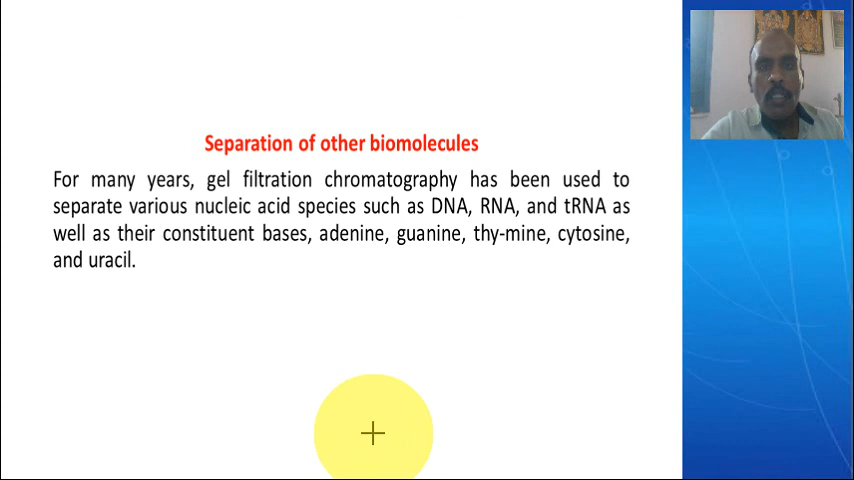 Separation of other biomolecules
For many years, gel filtration chromatography has been used to
separate various nucleic acid species such as DNA, RNA, and tRNA as
well as their constituent bases, adenine, guanine, thy-mine, cytosine,
and uracil.